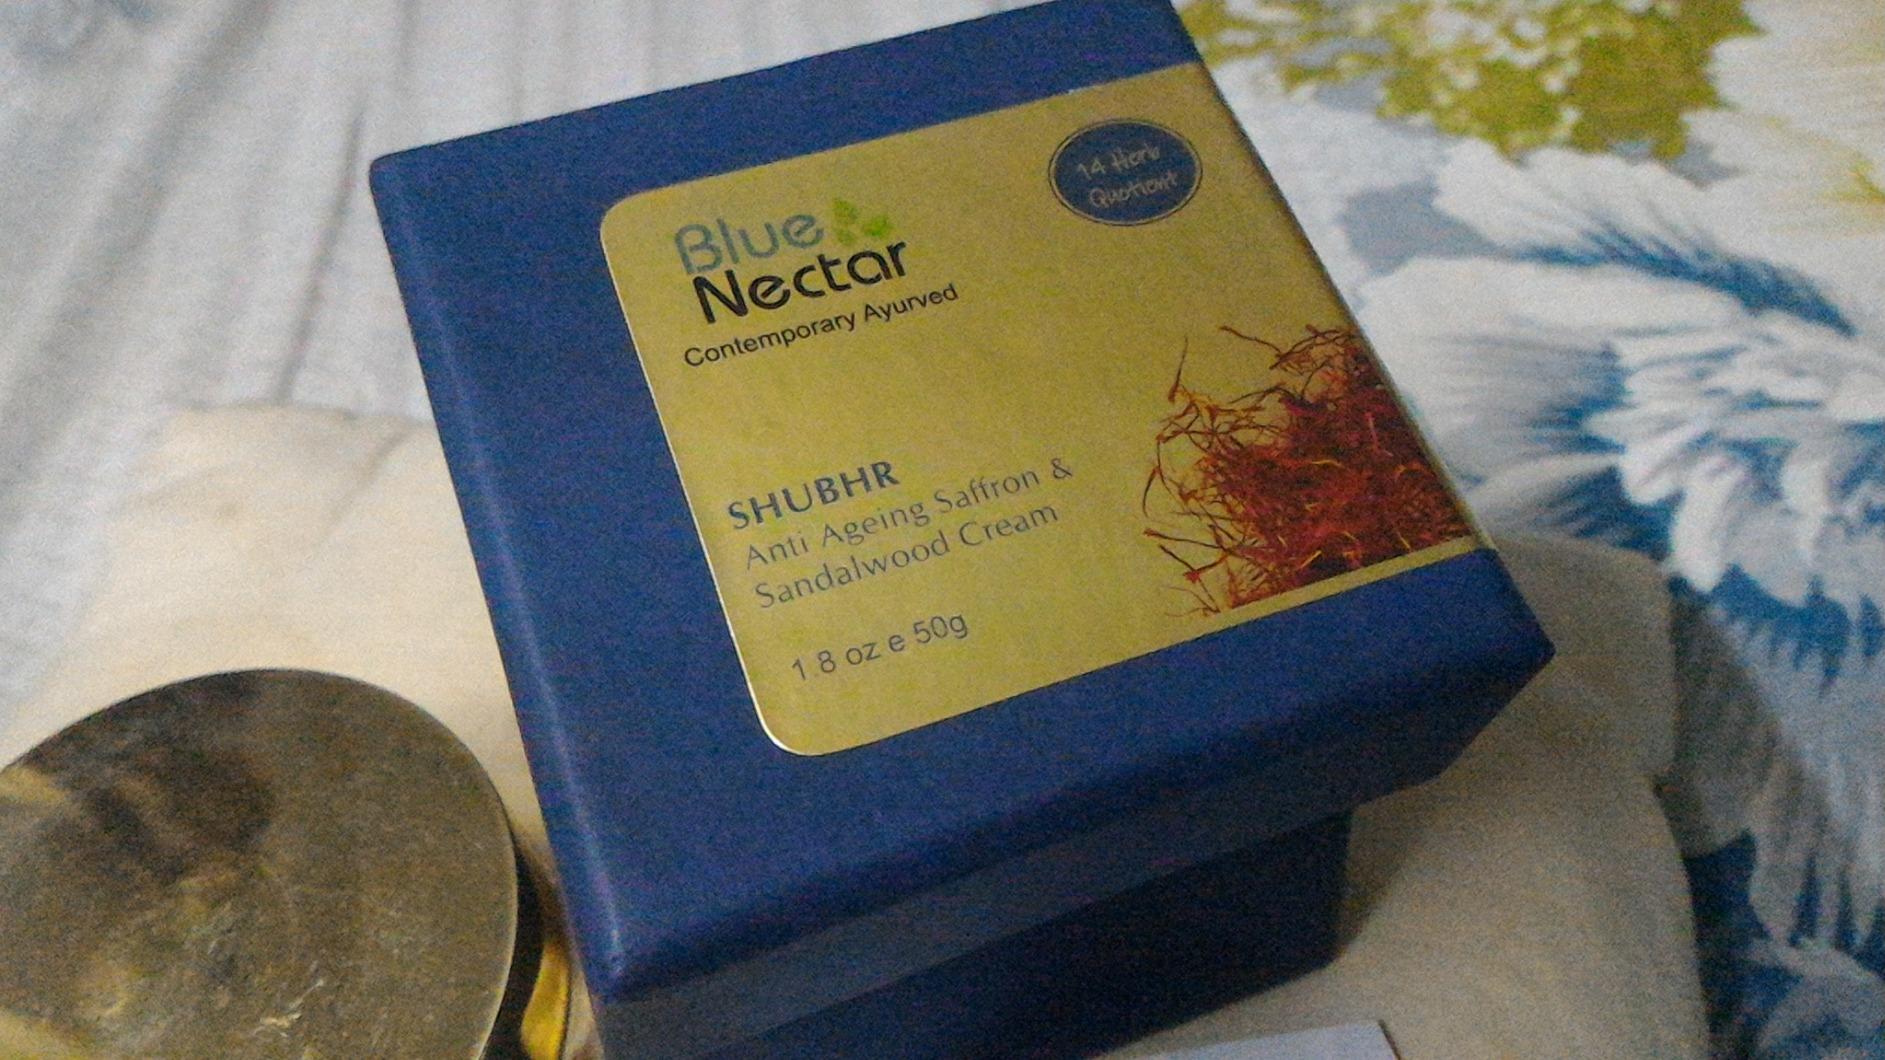 14 Herb
Quotient
Blue
Nectar
Contemporary Ayurved
SHUBHR
Anti Ageing Saffron &
Sandalwood Cream
1.8 oz e 50g